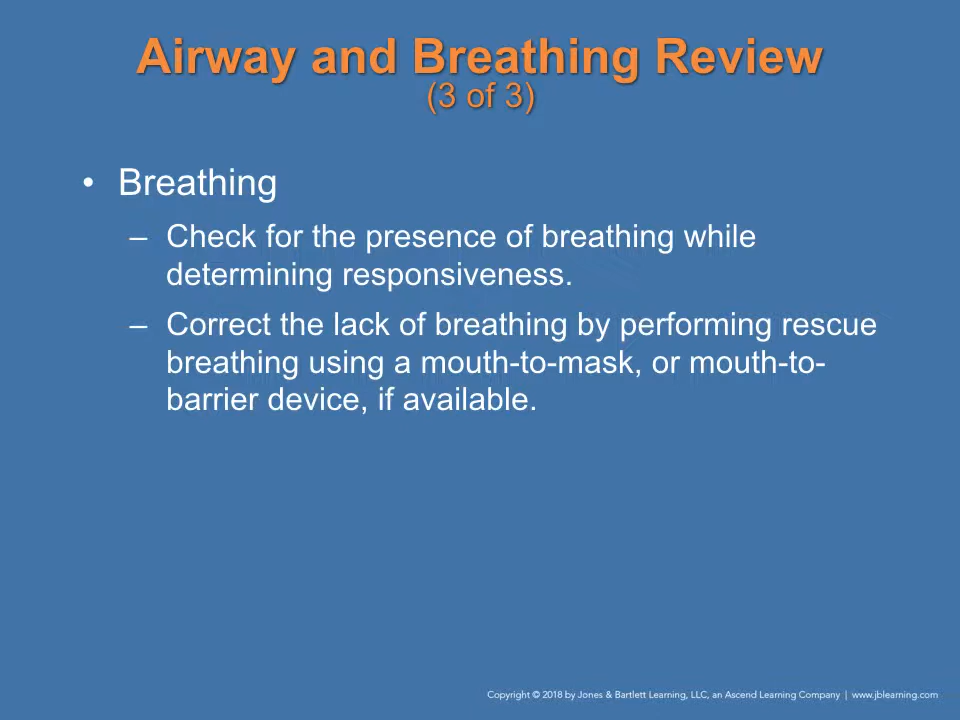 Airway and Breathing Review
(3 of 3)
• Breathing
– Check for the presence of breathing while
determining responsiveness.
– Correct the lack of breathing by performing rescue
breathing using a mouth-to-mask, or mouth-to-
barrier device, if available.
Copyright © 2018 by Jones & Bartlett Learning, LLC, an Ascend Learning Company | www.jblearning.com